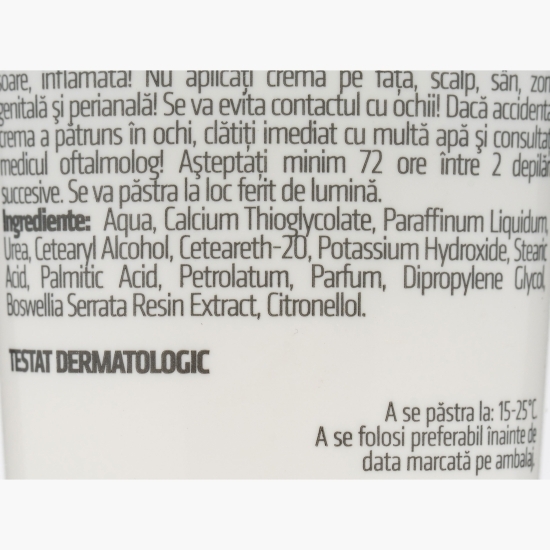 soare, inflamată! Nu aplicați crema pe față, scalp, sân, zon
genitală și perianală! Se va evita contactul cu ochii! Dacă accidenta
crema a pătruns în ochi, clătiți imediat cu multă apă și consultaț
medicul oftalmolog! Așteptați minim 72 ore între 2 depilăr
succesive. Se va păstra la loc ferit de lumină.
Ingrediente: Aqua, Calcium Thioglycolate, Paraffinum Liquidum,
Urea, Cetearyl Alcohol, Ceteareth-20, Potassium Hydroxide, Stearic
Acid, Palmitic Acid, Petrolatum, Parfum, Dipropylene Glycol,
Boswellia Serrata Resin Extract, Citronellol.
TESTAT DERMATOLOGIC
A se păstra la: 15-25°C
A se folosi preferabil înainte de
data marcată pe ambalaj.